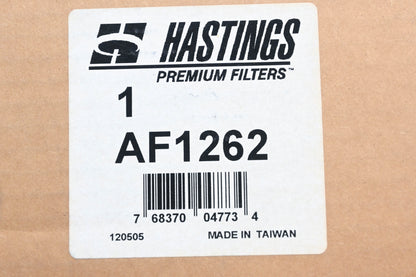 HASTINGS
PREMIUM FILTERS™
1
AF1262
7 68370 04773 4
120505 MADE IN TAIWAN